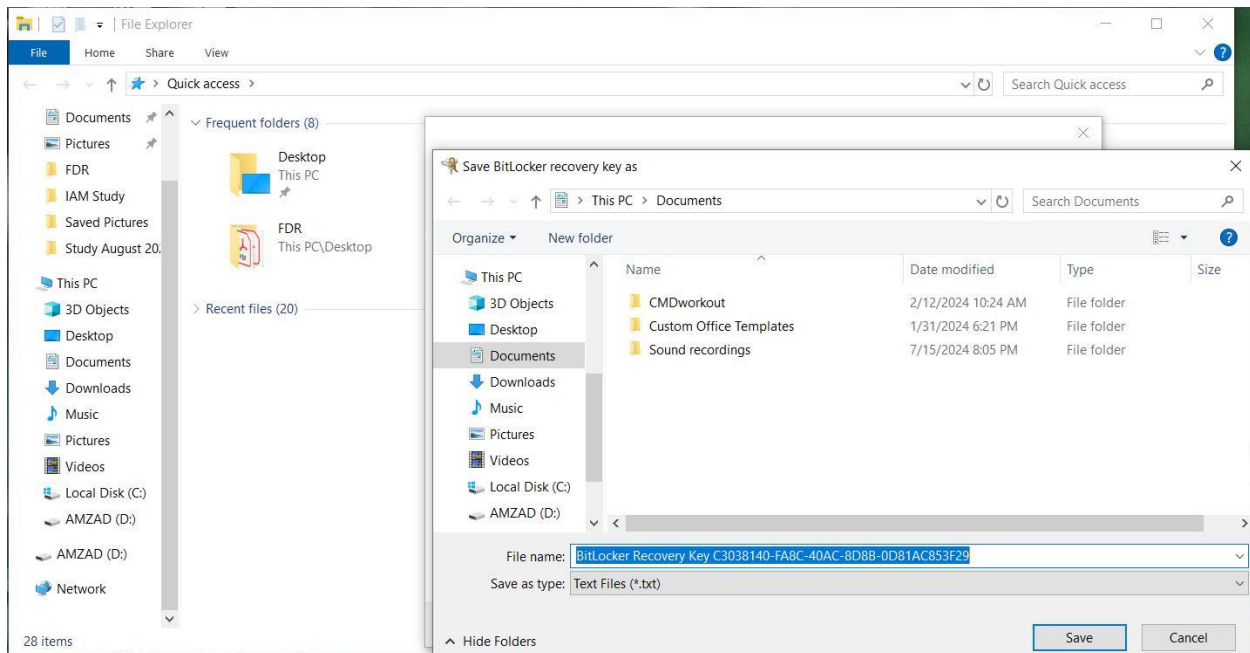 File Explorer
File Home Share View
Quick access
Search Quick access
Documents
Pictures
FDR
IAM Study
Saved Pictures
Study August 20
This PC
3D Objects
Desktop
Documents
Downloads
Music
Pictures
Videos
Local Disk (C:)
AMZAD (D:)
AMZAD (D:)
Network
28 items
Frequent folders (8)
Desktop
This PC
FDR
This PC\Desktop
Recent files (20)
Save BitLocker recovery key as
This PC > Documents
Search Documents
Organize New folder
This PC
3D Objects
Desktop
Documents
Downloads
Music
Pictures
Videos
Local Disk (C:)
AMZAD (D:)
Name Date modified Type Size
CMDworkout 2/12/2024 10:24 AM File folder
Custom Office Templates 1/31/2024 6:21 PM File folder
Sound recordings 7/15/2024 8:05 PM File folder
File name: BitLocker Recovery Key C3038140-FA8C-40AC-8D8B-0D81AC853F29
Save as type: Text Files (*.txt)
Hide Folders
Save Cancel